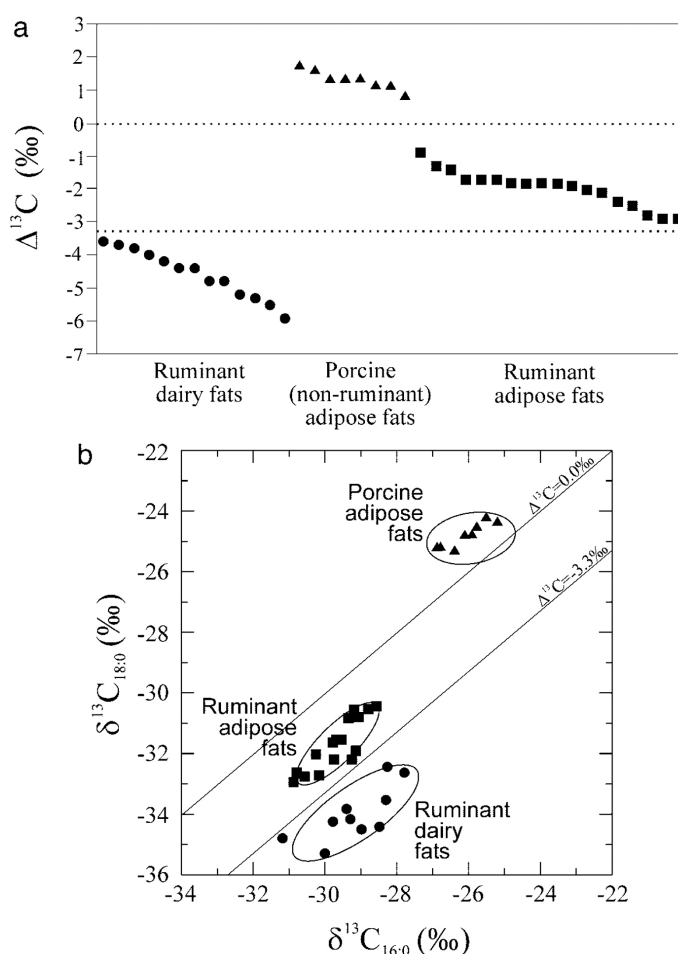 a
3
2
1
0
-1
-2
-3
-4
-5
-6
-7
Δ¹³C (‰)
Ruminant
dairy fats
Porcine
(non-ruminant)
adipose fats
Ruminant
adipose fats
b
-22
-24
-26
-28
-30
-32
-34
-36
δ¹³C₁₈:₀ (‰)
Porcine
adipose
fats
Δ¹³C=0.0‰
Δ¹³C=-3.3‰
Ruminant
adipose
fats
Ruminant
dairy
fats
-34
-32
-30
-28
-26
-24
-22
δ¹³C₁₆:₀ (‰)